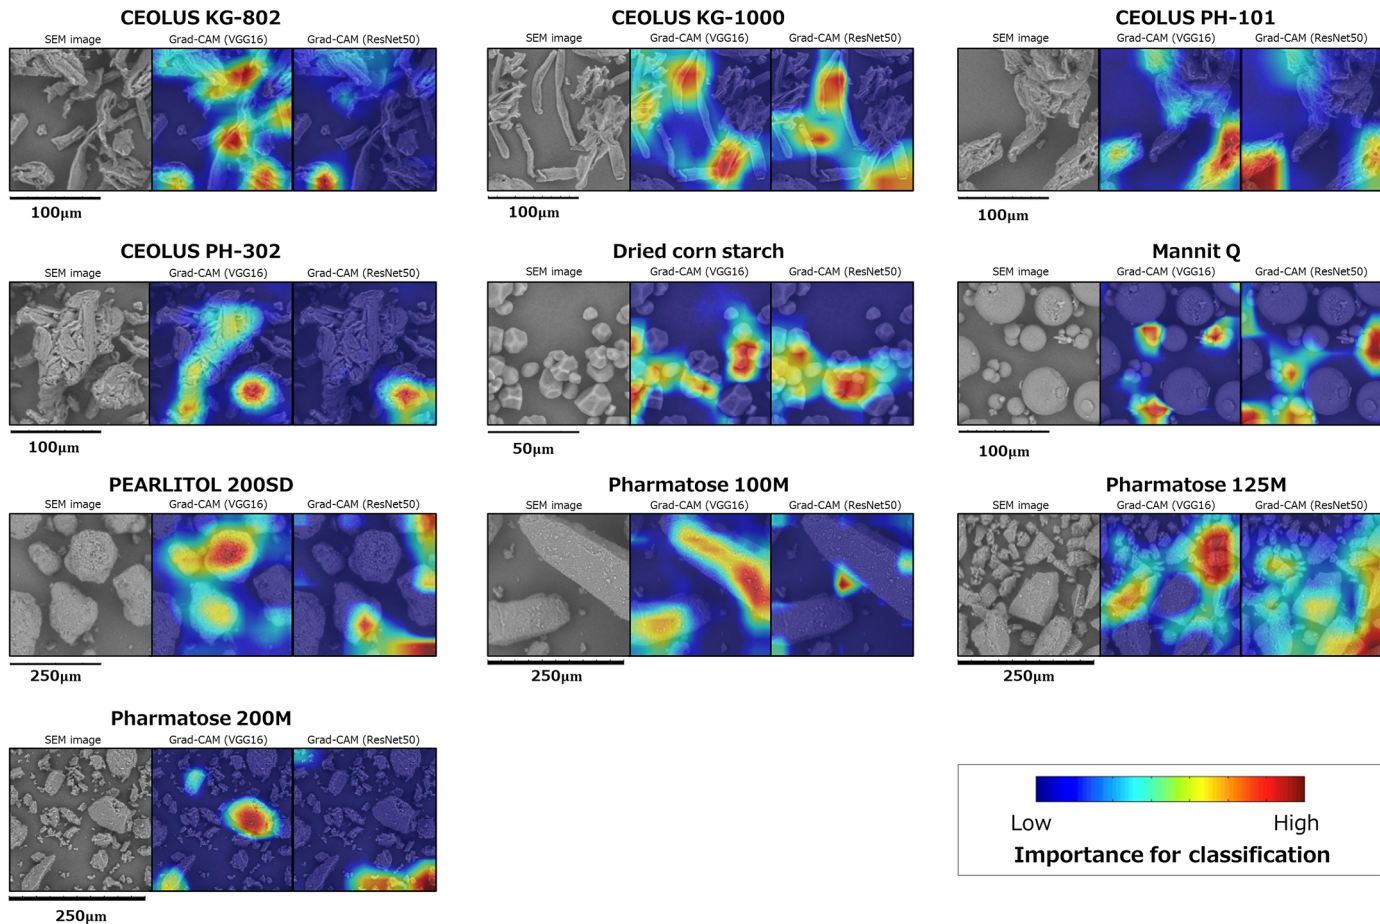 CEOLUS KG-802
SEM image Grad-CAM (VGG16) Grad-CAM (ResNet50)
100μm
CEOLUS KG-1000
SEM image Grad-CAM (VGG16) Grad-CAM (ResNet50)
100μm
CEOLUS PH-101
SEM image Grad-CAM (VGG16) Grad-CAM (ResNet50)
100μm
CEOLUS PH-302
SEM image Grad-CAM (VGG16) Grad-CAM (ResNet50)
100μm
Dried corn starch
SEM image Grad-CAM (VGG16) Grad-CAM (ResNet50)
50μm
Mannit Q
SEM image Grad-CAM (VGG16) Grad-CAM (ResNet50)
100μm
PEARLITOL 200SD
SEM image Grad-CAM (VGG16) Grad-CAM (ResNet50)
250μm
Pharmatose 100M
SEM image Grad-CAM (VGG16) Grad-CAM (ResNet50)
250μm
Pharmatose 125M
SEM image Grad-CAM (VGG16) Grad-CAM (ResNet50)
250μm
Pharmatose 200M
SEM image Grad-CAM (VGG16) Grad-CAM (ResNet50)
250μm
Low High
Importance for classification